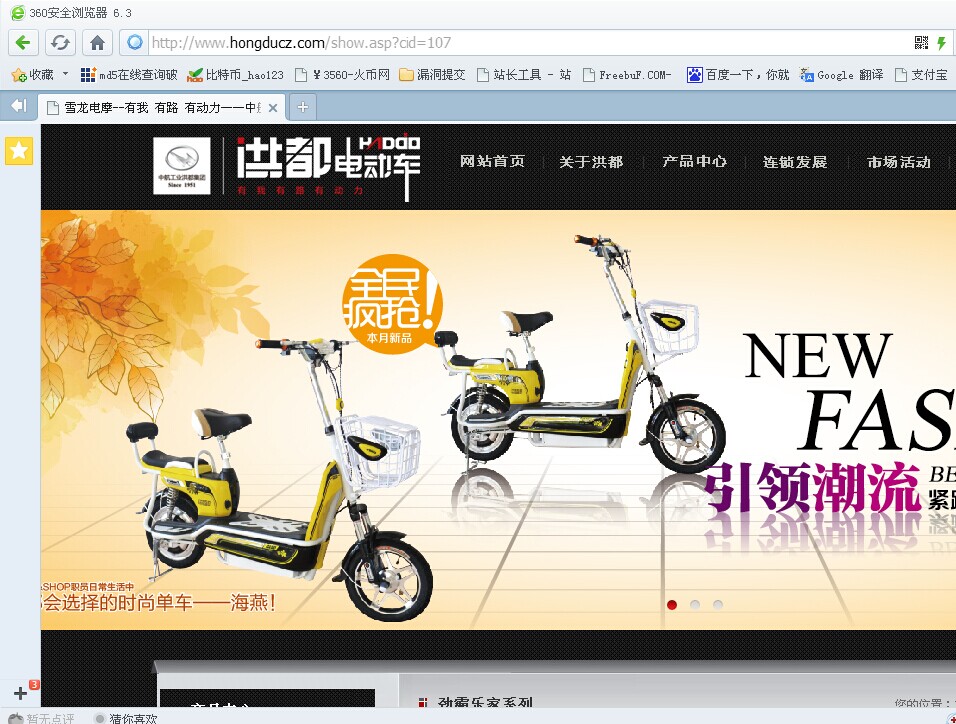 360安全浏览器 6.3
http://www.hongducz.com/show.asp?cid=107
收藏 md5在线查询破 比特币_hao123 ￥3560-火币网 漏洞提交 站长工具 - 站 FreebuF.COM- 百度一下，你就 Google 翻译 支付宝
雪龙电摩--有我 有路 有动力——中
中航工业洪都集团
Since 1951
洪都电动车 HADOO
有我有路有动力
网站首页 关于洪都 产品中心 连锁发展 市场活动
全民疯抢!
本月新品
NEW
FAS
引领潮流
BE
紧跟
SHOP职员日常生活中
会选择的时尚单车——海燕!
产品中心
劲霸乐家系列
您的位置：
3
暂无点评 猜你喜欢